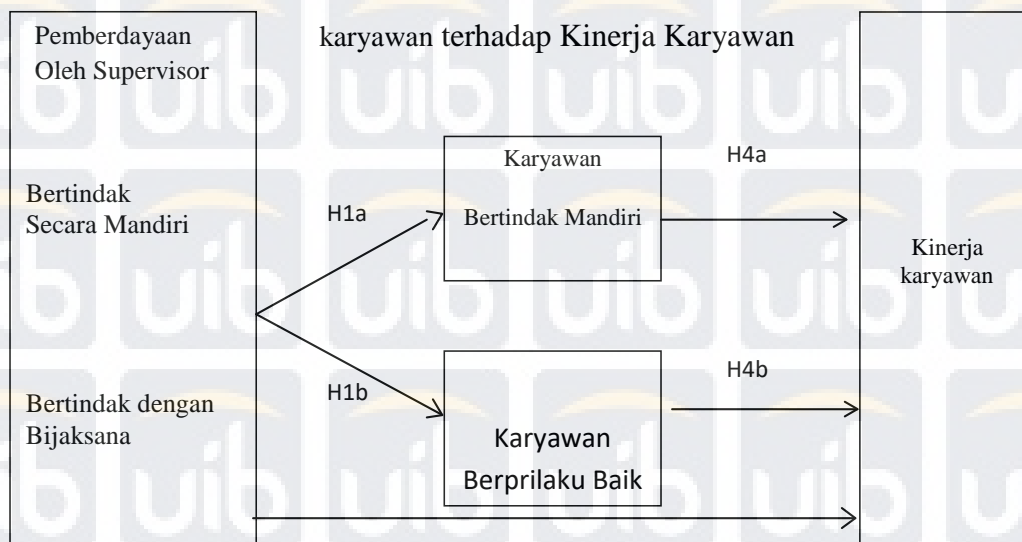 Pemberdayaan
Oleh Supervisor
karyawan terhadap Kinerja Karyawan
Bertindak
Secara Mandiri
Bertindak dengan
Bijaksana
H1a
H1b
Karyawan
Bertindak Mandiri
Karyawan
Berprilaku Baik
H4a
H4b
Kinerja
karyawan
uib